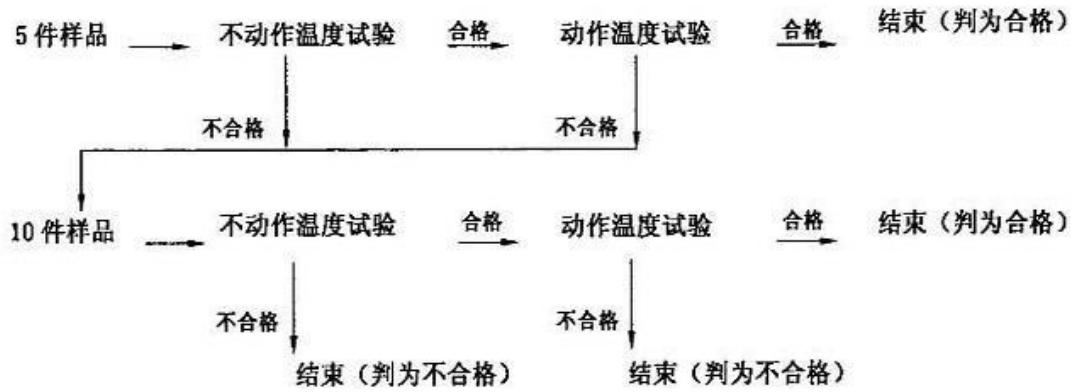 5 件样品 不动作温度试验 合格 动作温度试验 合格 结束（判为合格）
不合格 不合格
10 件样品 不动作温度试验 合格 动作温度试验 合格 结束（判为合格）
不合格 不合格
结束（判为不合格） 结束（判为不合格）